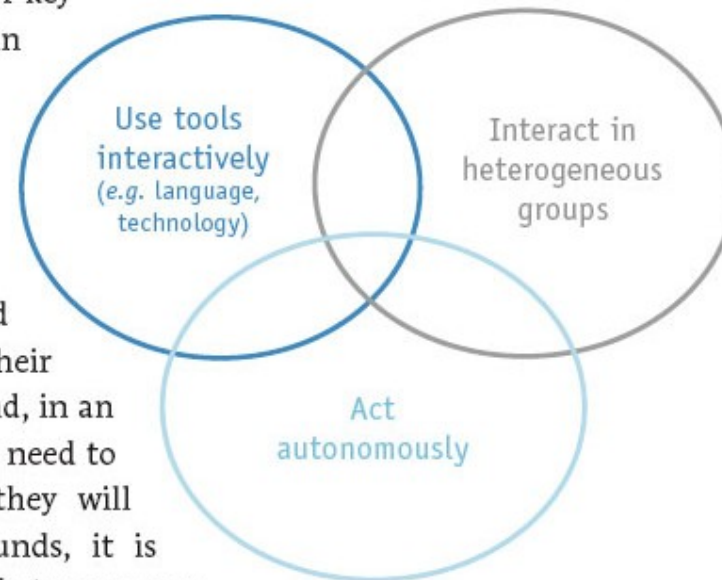 key
in
Use tools
interactively
(e.g. language,
technology)
Interact in
heterogeneous
groups
heir
in an
need to
they will
it is
Act
autonomously